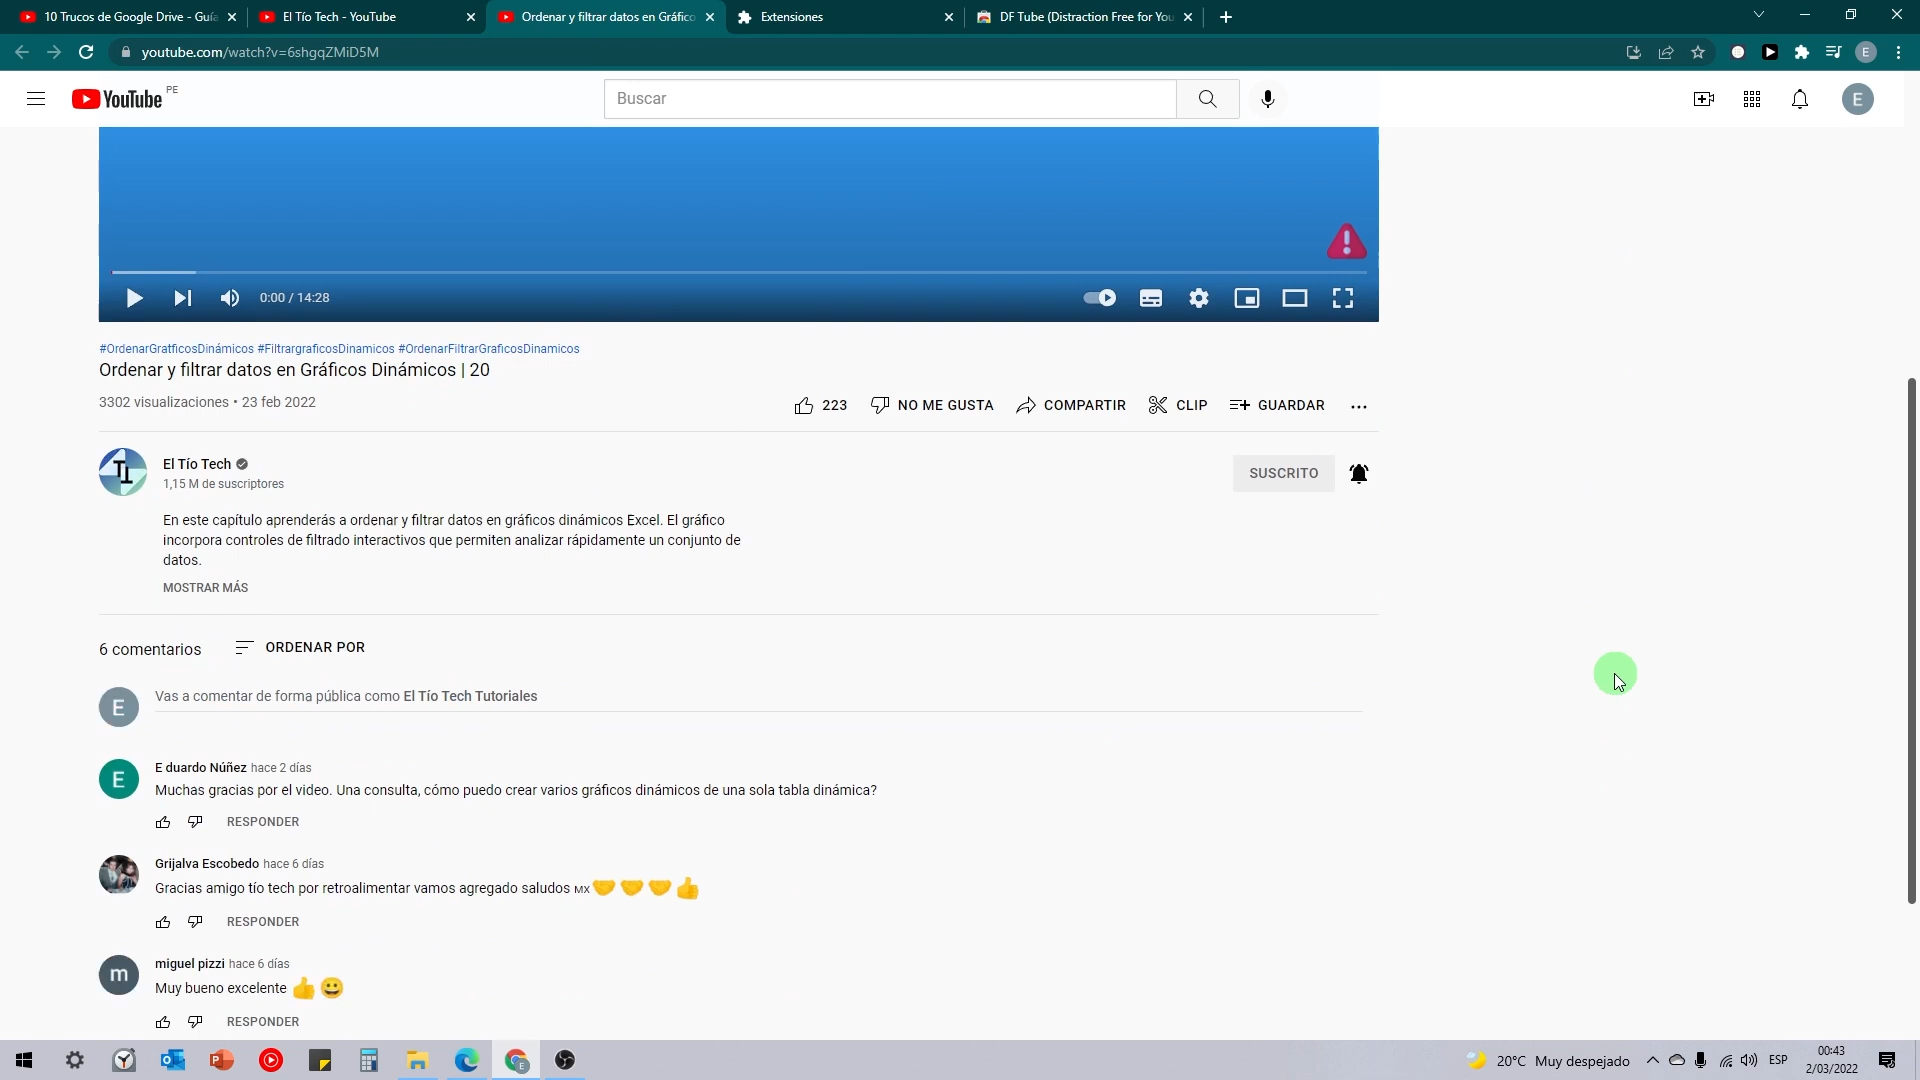 10 Trucos de Google Drive - Guía
El Tío Tech - YouTube
Ordenar y filtrar datos en Gráfico
Extensiones
DF Tube (Distraction Free for You
youtube.com/watch?v=6shgqZMiD5M
E
YouTube PE
Buscar
E
0:00 / 14:28
#OrdenarGratficosDinámicos #FiltrargraficosDinamicos #OrdenarFiltrarGraficosDinamicos
Ordenar y filtrar datos en Gráficos Dinámicos | 20
3302 visualizaciones • 23 feb 2022
223
NO ME GUSTA
COMPARTIR
CLIP
GUARDAR
El Tío Tech
1,15 M de suscriptores
SUSCRITO
En este capítulo aprenderás a ordenar y filtrar datos en gráficos dinámicos Excel. El gráfico
incorpora controles de filtrado interactivos que permiten analizar rápidamente un conjunto de
datos.
MOSTRAR MÁS
6 comentarios
ORDENAR POR
E
Vas a comentar de forma pública como El Tío Tech Tutoriales
E
E duardo Núñez hace 2 días
Muchas gracias por el video. Una consulta, cómo puedo crear varios gráficos dinámicos de una sola tabla dinámica?
RESPONDER
Grijalva Escobedo hace 6 días
Gracias amigo tío tech por retroalimentar vamos agregado saludos MX🤝🤝🤝👍
RESPONDER
m
miguel pizzi hace 6 días
Muy bueno excelente 👍😀
RESPONDER
20°C Muy despejado
ESP
00:43
2/03/2022